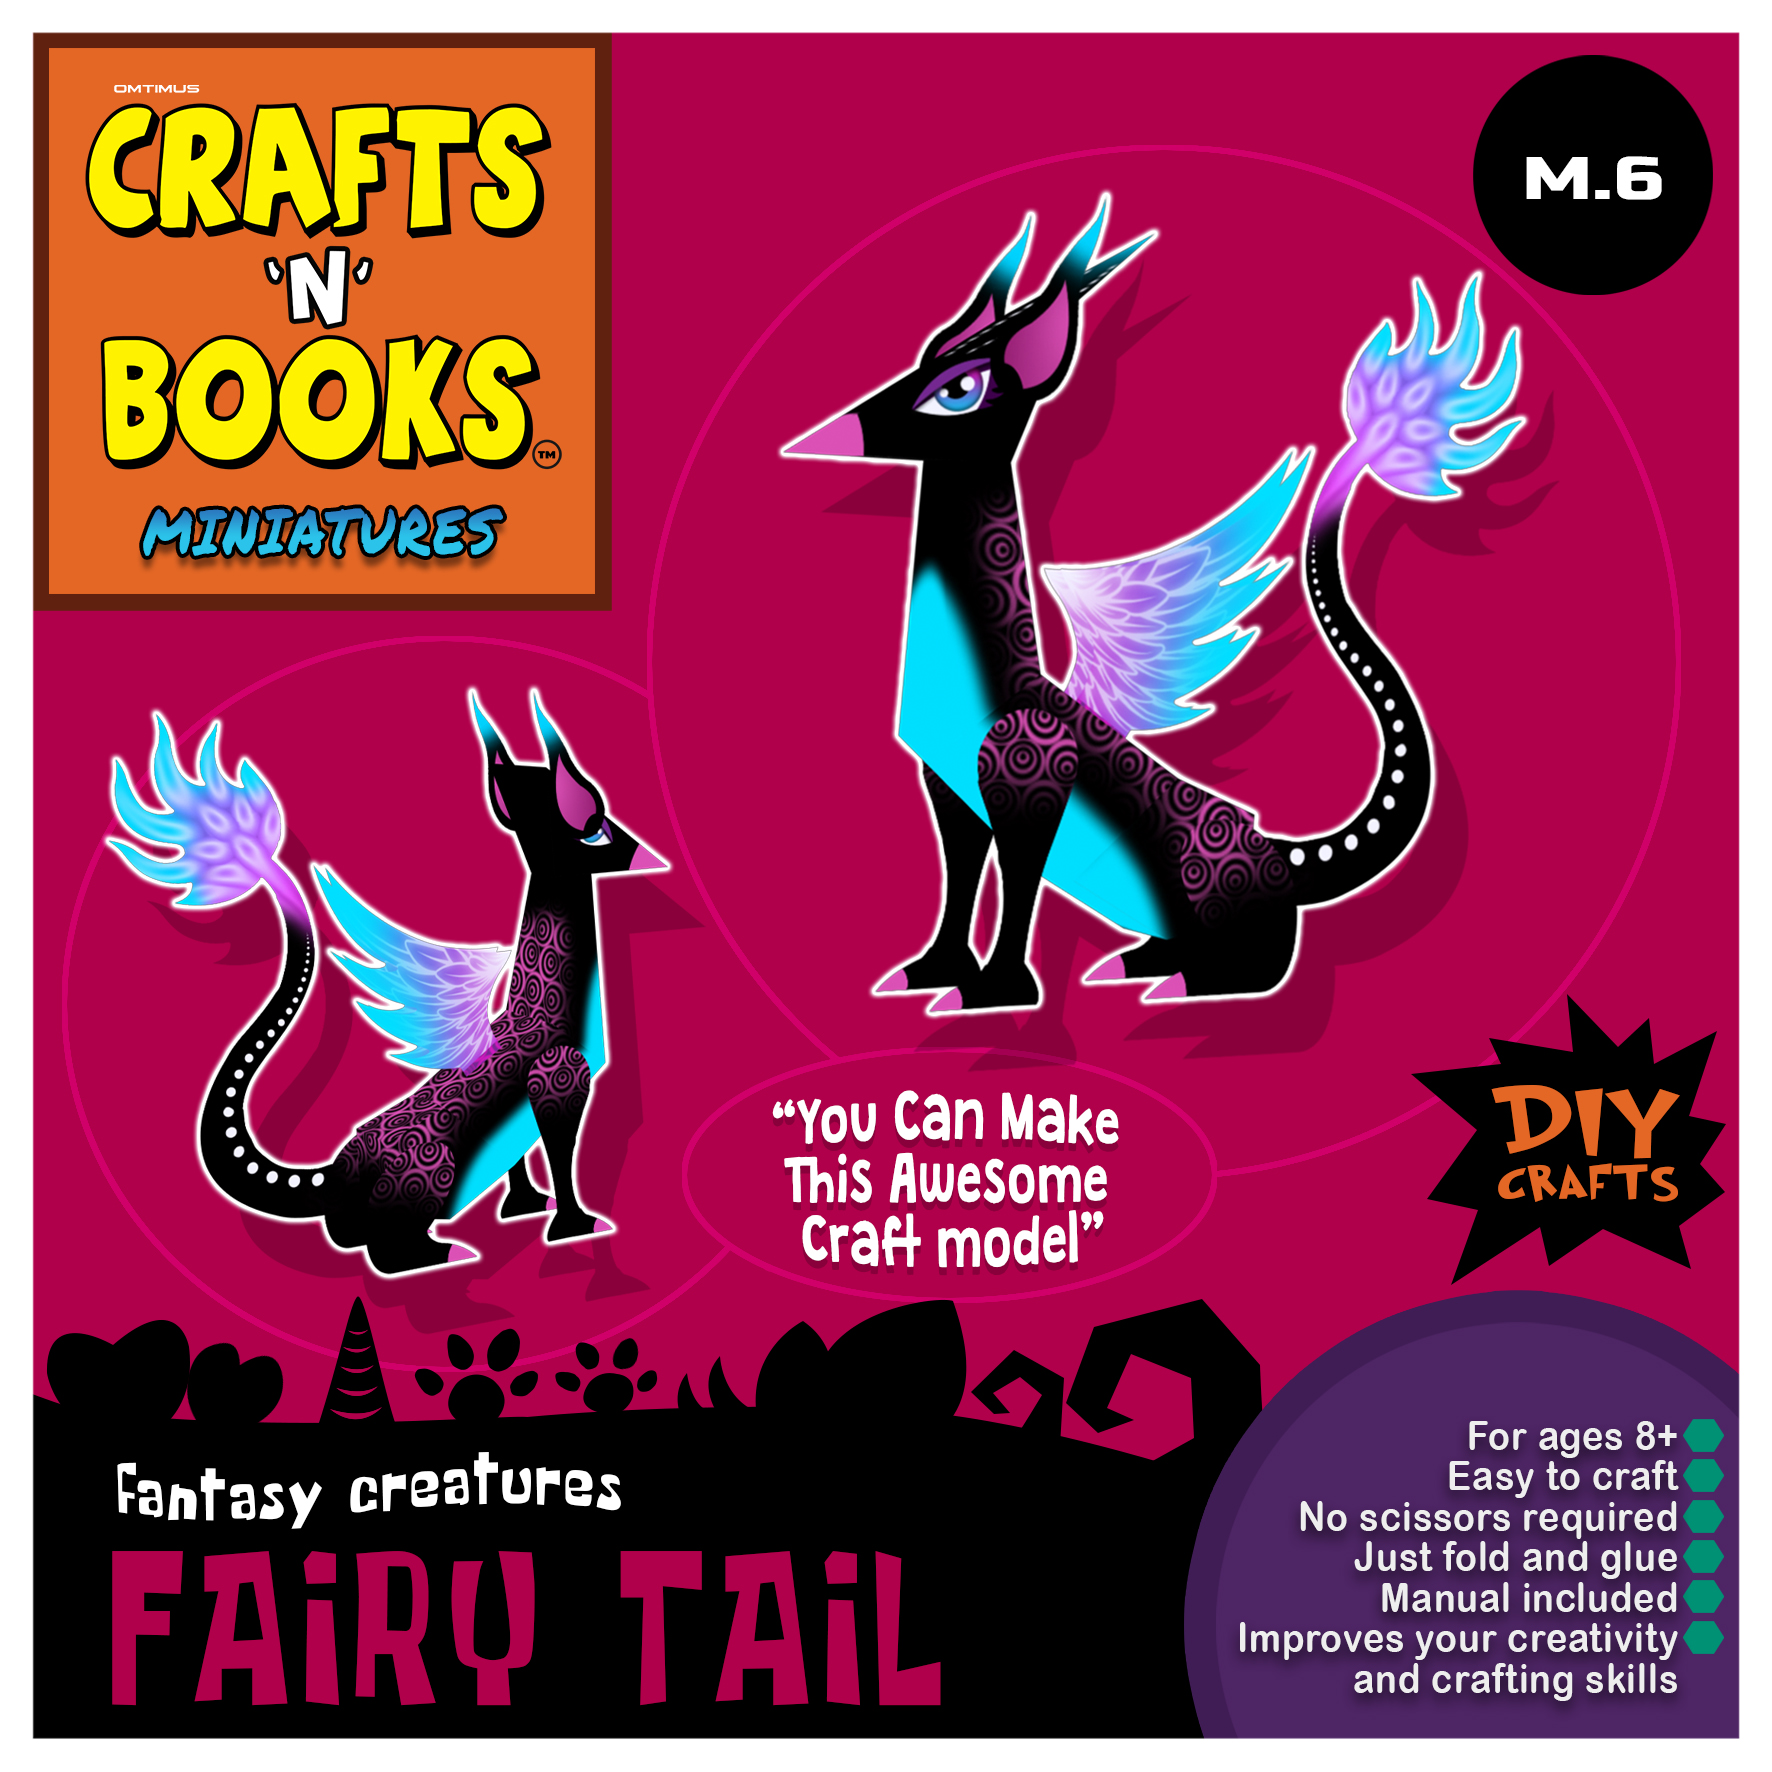 OMTIMUS
CRAFTS
'N'
BOOKS
TM
MINIATURES
M.6
"You Can Make
This Awesome
Craft model"
DIY
CRAFTS
Fantasy creatures
FAiRY TAiL
For ages 8+
Easy to craft
No scissors required
Just fold and glue
Manual included
Improves your creativity
and crafting skills